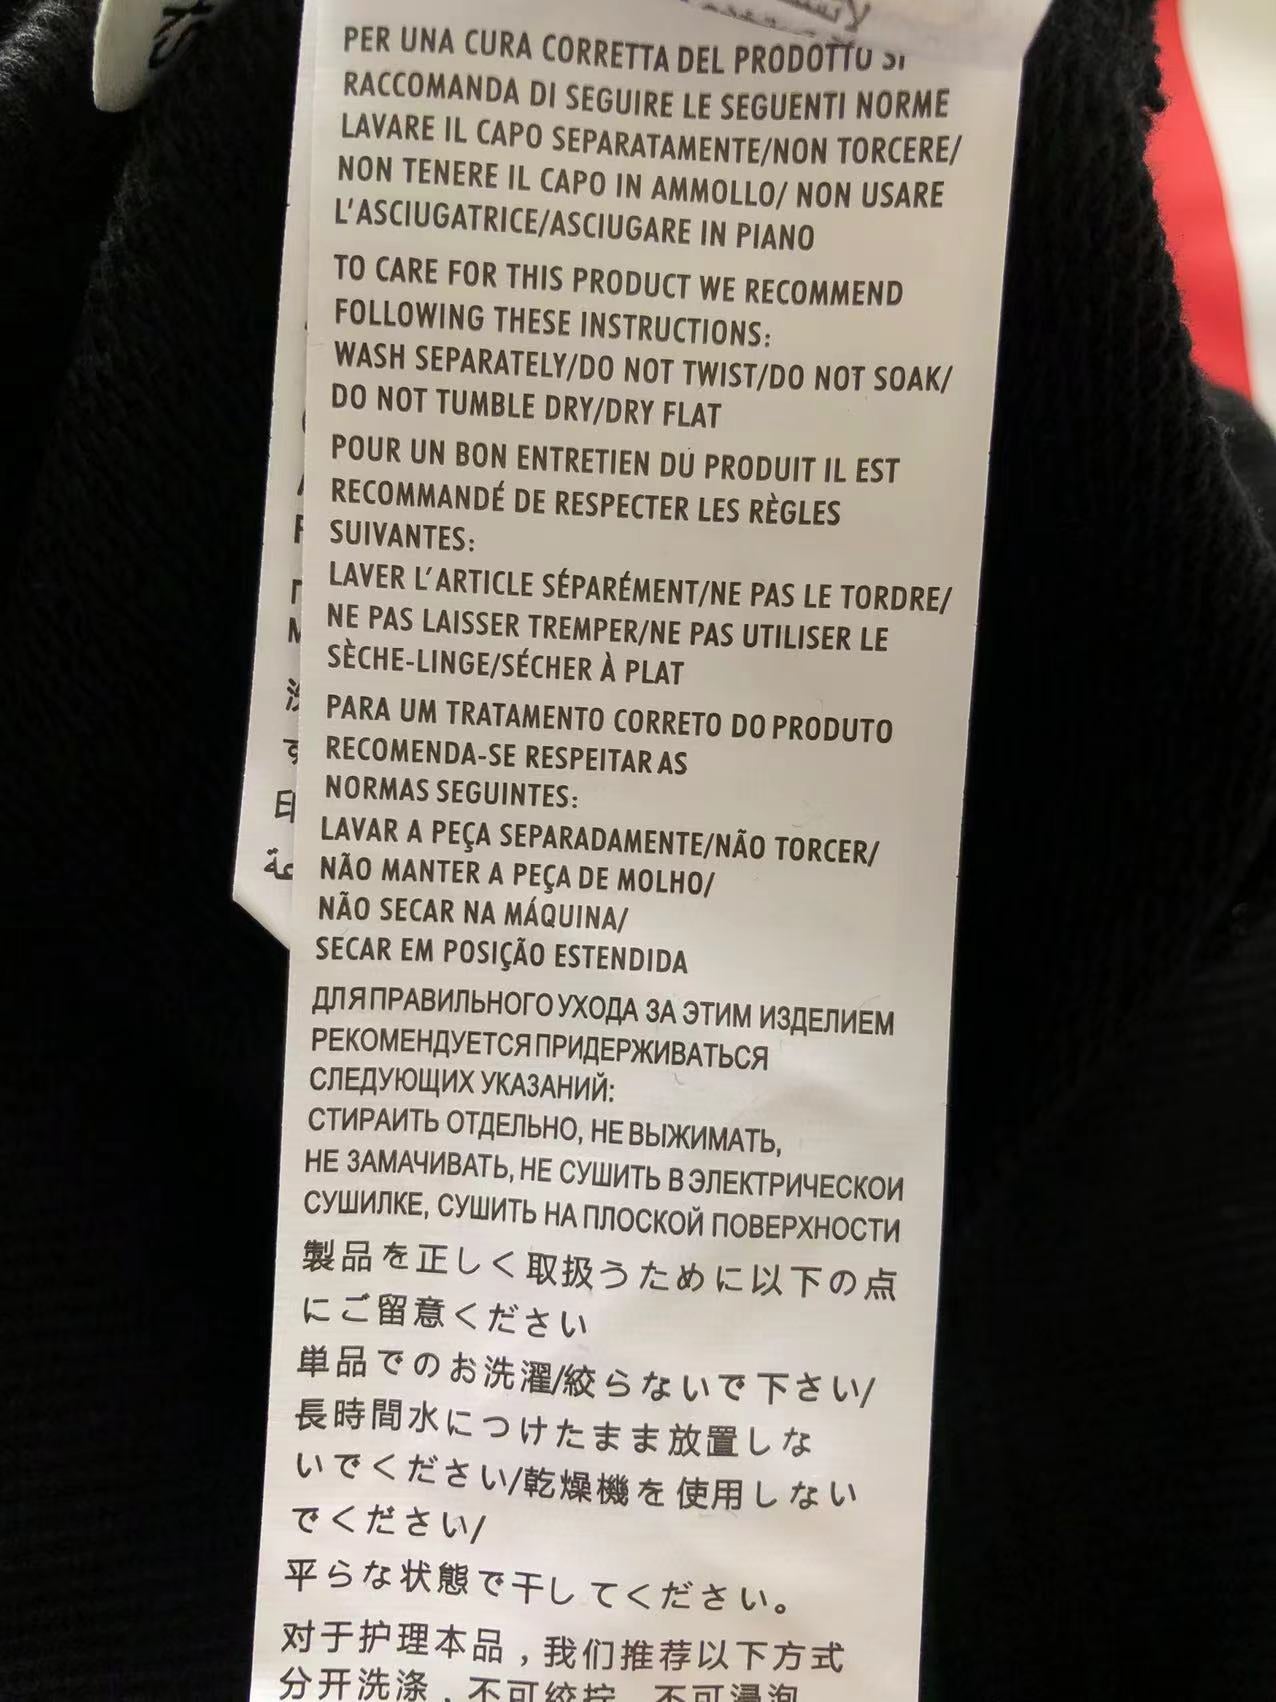 PER UNA CURA CORRETTA DEL PRODOTTO SI
RACCOMANDA DI SEGUIRE LE SEGUENTI NORME
LAVARE IL CAPO SEPARATAMENTE/NON TORCERE/
NON TENERE IL CAPO IN AMMOLLO/ NON USARE
L'ASCIUGATRICE/ASCIUGARE IN PIANO
TO CARE FOR THIS PRODUCT WE RECOMMEND
FOLLOWING THESE INSTRUCTIONS:
WASH SEPARATELY/DO NOT TWIST/DO NOT SOAK/
DO NOT TUMBLE DRY/DRY FLAT
POUR UN BON ENTRETIEN DU PRODUIT IL EST
RECOMMANDÉ DE RESPECTER LES RÈGLES
SUIVANTES:
LAVER L'ARTICLE SÉPARÉMENT/NE PAS LE TORDRE/
NE PAS LAISSER TREMPER/NE PAS UTILISER LE
SÈCHE-LINGE/SÉCHER À PLAT
PARA UM TRATAMENTO CORRETO DO PRODUTO
RECOMENDA-SE RESPEITAR AS
NORMAS SEGUINTES:
LAVAR A PEÇA SEPARADAMENTE/NÃO TORCER/
NÃO MANTER A PEÇA DE MOLHO/
NÃO SECAR NA MÁQUINA/
SECAR EM POSIÇÃO ESTENDIDA
ДЛЯ ПРАВИЛЬНОГО УХОДА ЗА ЭТИМ ИЗДЕЛИЕМ
РЕКОМЕНДУЕТСЯ ПРИДЕРЖИВАТЬСЯ
СЛЕДУЮЩИХ УКАЗАНИЙ:
СТИРАИТЬ ОТДЕЛЬНО, НЕ ВЫЖИМАТЬ,
НЕ ЗАМАЧИВАТЬ, НЕ СУШИТЬ В ЭЛЕКТРИЧЕСКОИ
СУШИЛКЕ, СУШИТЬ НА ПЛОСКОЙ ПОВЕРХНОСТИ
製品を正しく取扱うために以下の点
にご留意ください
単品でのお洗濯/絞らないで下さい/
長時間水につけたまま放置しな
いでください/乾燥機を使用しない
でください/
平らな状態で干してください。
对于护理本品，我们推荐以下方式
分开洗涤，不可绞拧，不可浸泡